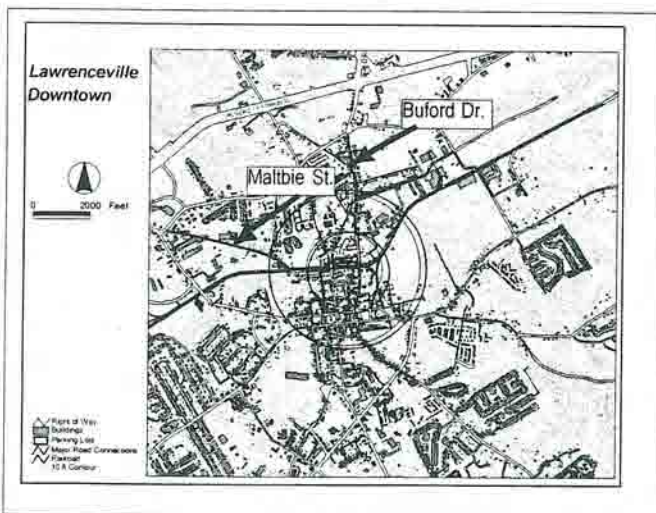 Lawrenceville
Downtown
Buford Dr.
Maltbie St.
0 2000 Feet
Right of Way
Buildings
Parking Lots
Major Road Connections
Railroad
10 ft Contour